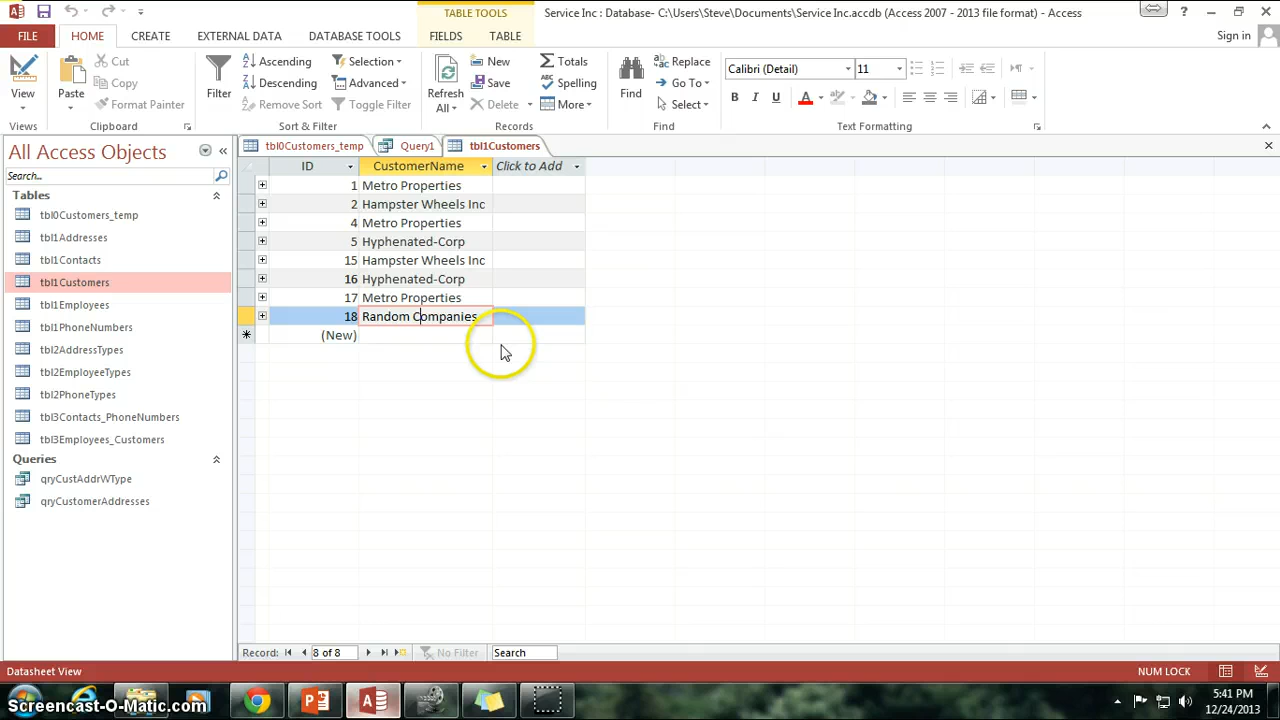 TABLE TOOLS
Service Inc : Database- C:\Users\Steve\Documents\Service Inc.accdb (Access 2007 - 2013 file format) - Access
FILE HOME CREATE EXTERNAL DATA DATABASE TOOLS FIELDS TABLE
Sign in
View
Views
Paste
Cut
Copy
Format Painter
Clipboard
Filter
Ascending
Descending
Remove Sort
Selection
Advanced
Toggle Filter
Sort & Filter
Refresh
All
New
Save
Delete
Totals
Spelling
More
Records
Find
Replace
Go To
Select
Find
Calibri (Detail) 11
B I U A
Text Formatting
All Access Objects
Search...
Tables
tbl0Customers_temp
tbl1Addresses
tbl1Contacts
tbl1Customers
tbl1Employees
tbl1PhoneNumbers
tbl2AddressTypes
tbl2EmployeeTypes
tbl2PhoneTypes
tbl3Contacts_PhoneNumbers
tbl3Employees_Customers
Queries
qryCustAddrWType
qryCustomerAddresses
tbl0Customers_temp Query1 tbl1Customers
ID CustomerName Click to Add
1 Metro Properties
2 Hampster Wheels Inc
4 Metro Properties
5 Hyphenated-Corp
15 Hampster Wheels Inc
16 Hyphenated-Corp
17 Metro Properties
18 Random Companies
(New)
Record: 8 of 8 No Filter Search
Datasheet View
NUM LOCK
Screencast-O-Matic.com
5:41 PM
12/24/2013